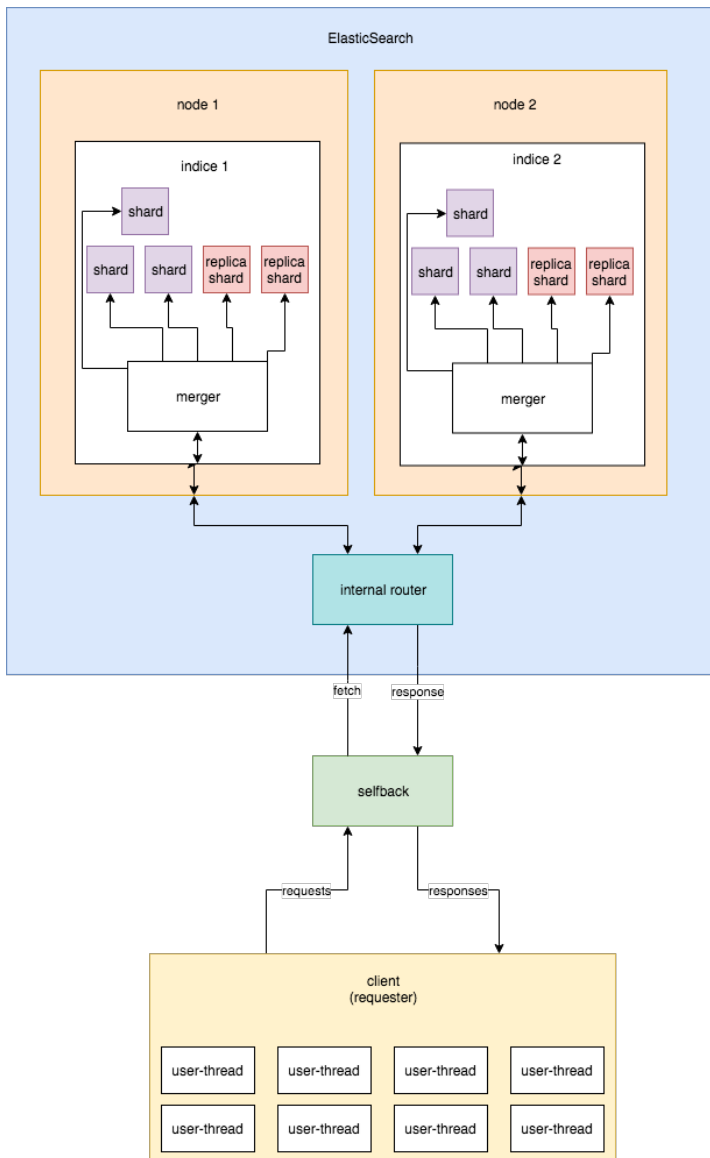 ElasticSearch
node 1
node 2
indice 1
indice 2
shard
shard
shard
shard
replica
shard
replica
shard
shard
shard
replica
shard
replica
shard
merger
merger
internal router
fetch
response
selfback
requests
responses
client
(requester)
user-thread
user-thread
user-thread
user-thread
user-thread
user-thread
user-thread
user-thread